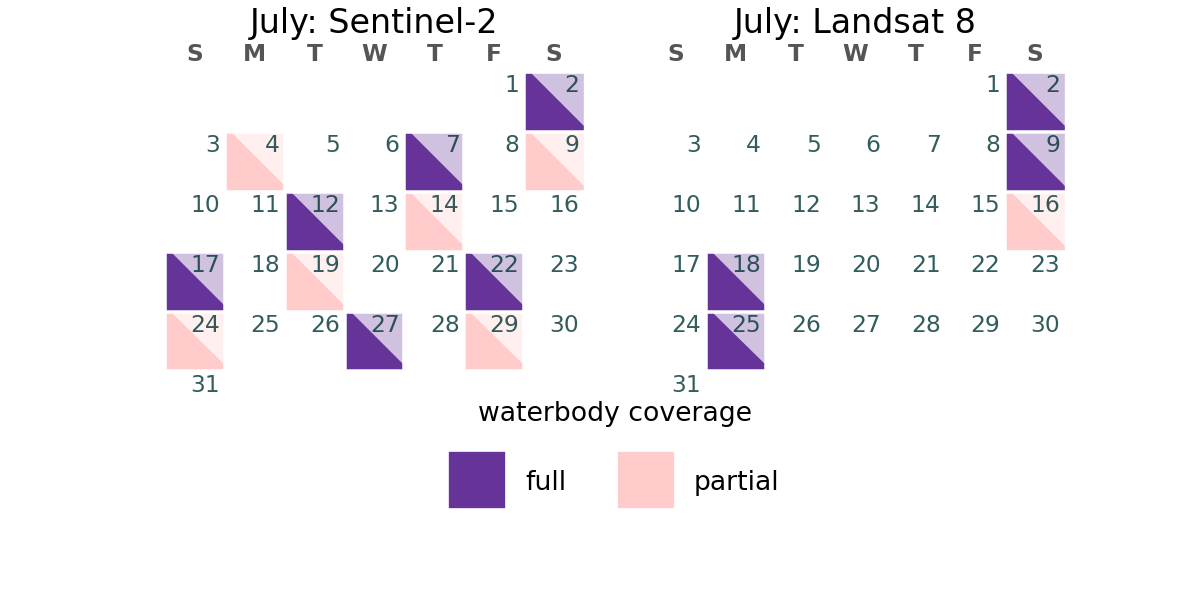 July: Sentinel-2
S M T W T F S
1 2
3 4 5 6 7 8 9
10 11 12 13 14 15 16
17 18 19 20 21 22 23
24 25 26 27 28 29 30
31
July: Landsat 8
S M T W T F S
1 2
3 4 5 6 7 8 9
10 11 12 13 14 15 16
17 18 19 20 21 22 23
24 25 26 27 28 29 30
31
waterbody coverage
full
partial